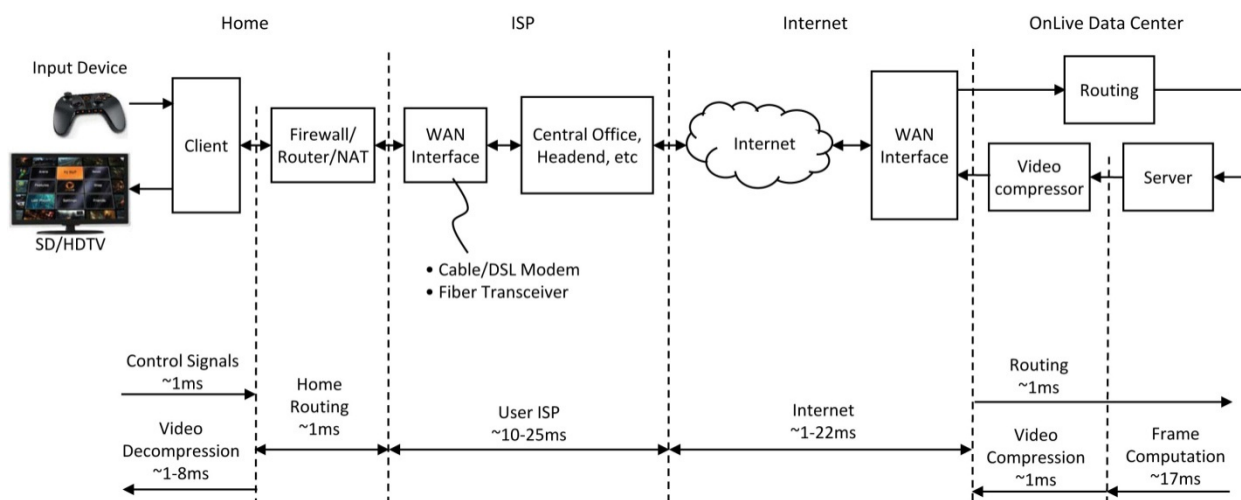 Home
ISP
Internet
OnLive Data Center
Input Device
SD/HDTV
Client
Firewall/
Router/NAT
WAN
Interface
Central Office,
Headend, etc
• Cable/DSL Modem
• Fiber Transceiver
Internet
WAN
Interface
Routing
Video
compressor
Server
Control Signals
~1ms
Video
Decompression
~1-8ms
Home
Routing
~1ms
User ISP
~10-25ms
Internet
~1-22ms
Routing
~1ms
Video
Compression
~1ms
Frame
Computation
~17ms